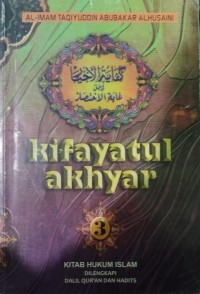 AL-IMAM TAQIYUDDIN ABUBAKAR ALHUSAINI
كفاية الأخيار
في حل
غاية الاختصار
kifayatul
akhyar
3
KITAB HUKUM ISLAM
DILENGKAPI
DALIL QUR'AN DAN HADITS